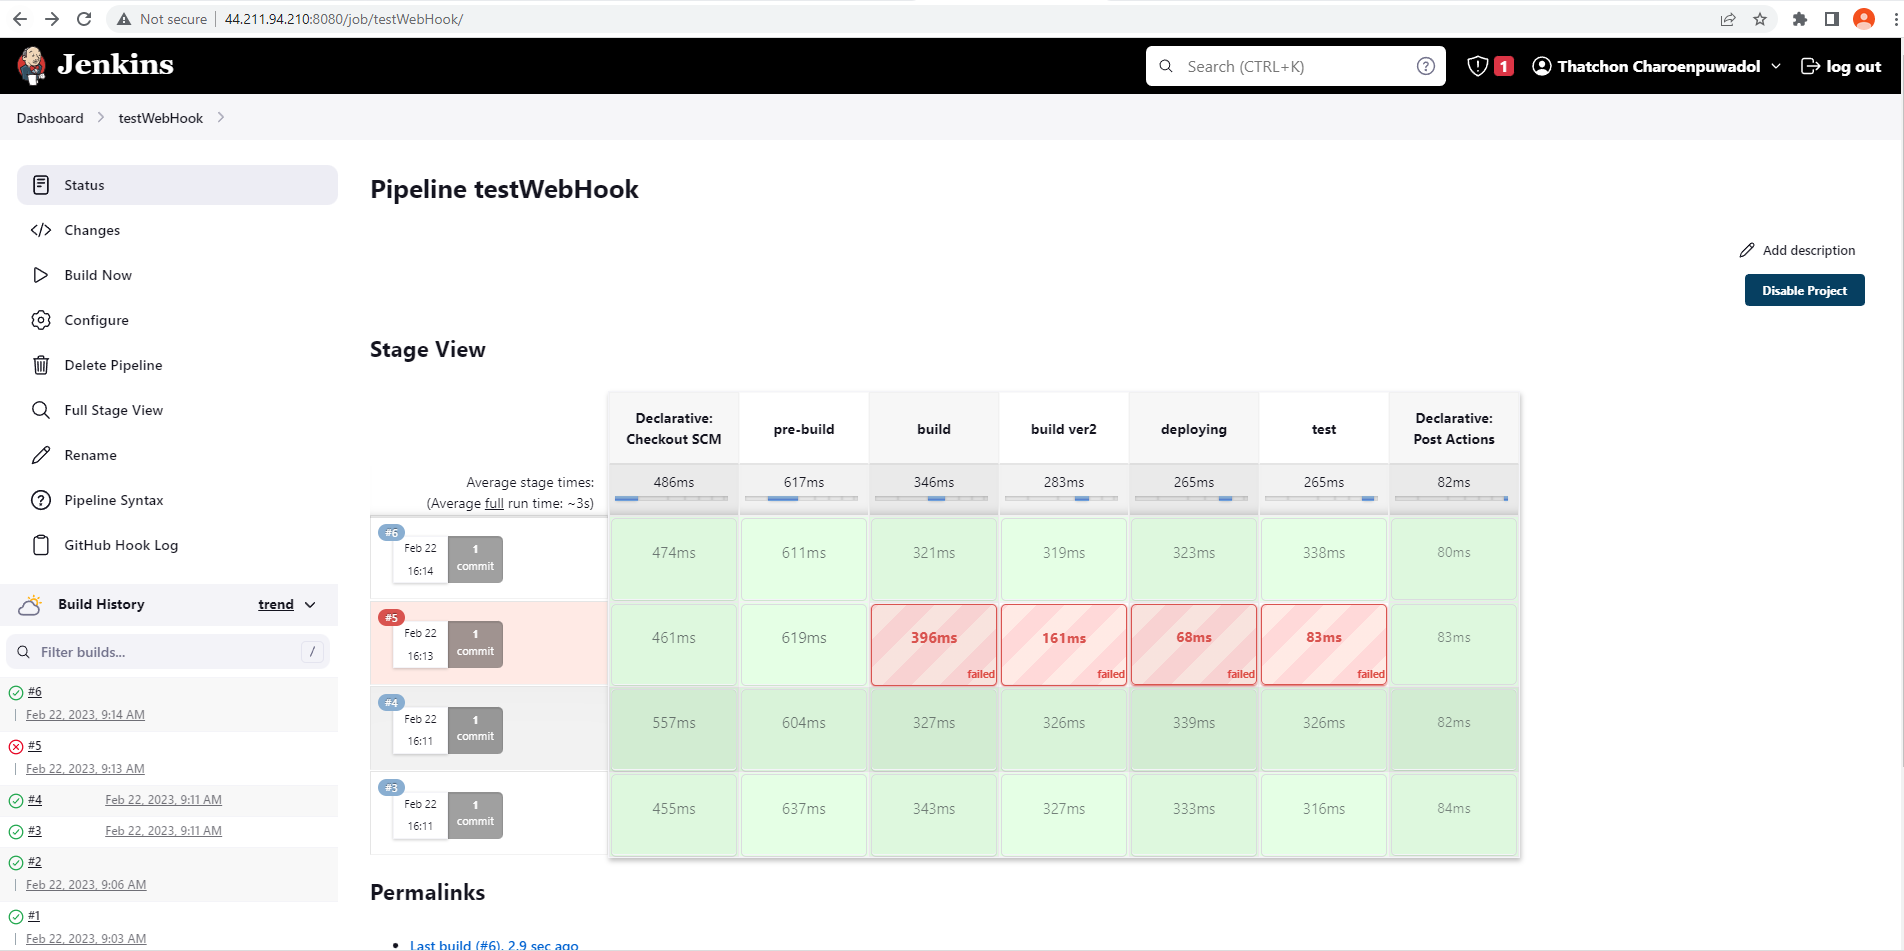 Not secure | 44.211.94.210:8080/job/testWebHook/
Jenkins
Search (CTRL+K)
1
Thatchon Charoenpuwadol
log out
Dashboard
testWebHook
Status
Changes
Build Now
Configure
Delete Pipeline
Full Stage View
Rename
Pipeline Syntax
GitHub Hook Log
Build History
trend
Filter builds...
/
#6
Feb 22, 2023, 9:14 AM
#5
Feb 22, 2023, 9:13 AM
#4 Feb 22, 2023, 9:11 AM
#3 Feb 22, 2023, 9:11 AM
#2
Feb 22, 2023, 9:06 AM
#1
Feb 22, 2023, 9:03 AM
Pipeline testWebHook
Add description
Disable Project
Stage View
Declarative: Checkout SCM
pre-build
build
build ver2
deploying
test
Declarative: Post Actions
Average stage times:
(Average full run time: ~3s)
486ms 617ms 346ms 283ms 265ms 265ms 82ms
#6
Feb 22
16:14
1
commit
474ms 611ms 321ms 319ms 323ms 338ms 80ms
#5
Feb 22
16:13
1
commit
461ms 619ms 396ms 161ms 68ms 83ms 83ms
failed failed failed failed
#4
Feb 22
16:11
1
commit
557ms 604ms 327ms 326ms 339ms 326ms 82ms
#3
Feb 22
16:11
1
commit
455ms 637ms 343ms 327ms 333ms 316ms 84ms
Permalinks
Last build (#6), 2.9 sec ago